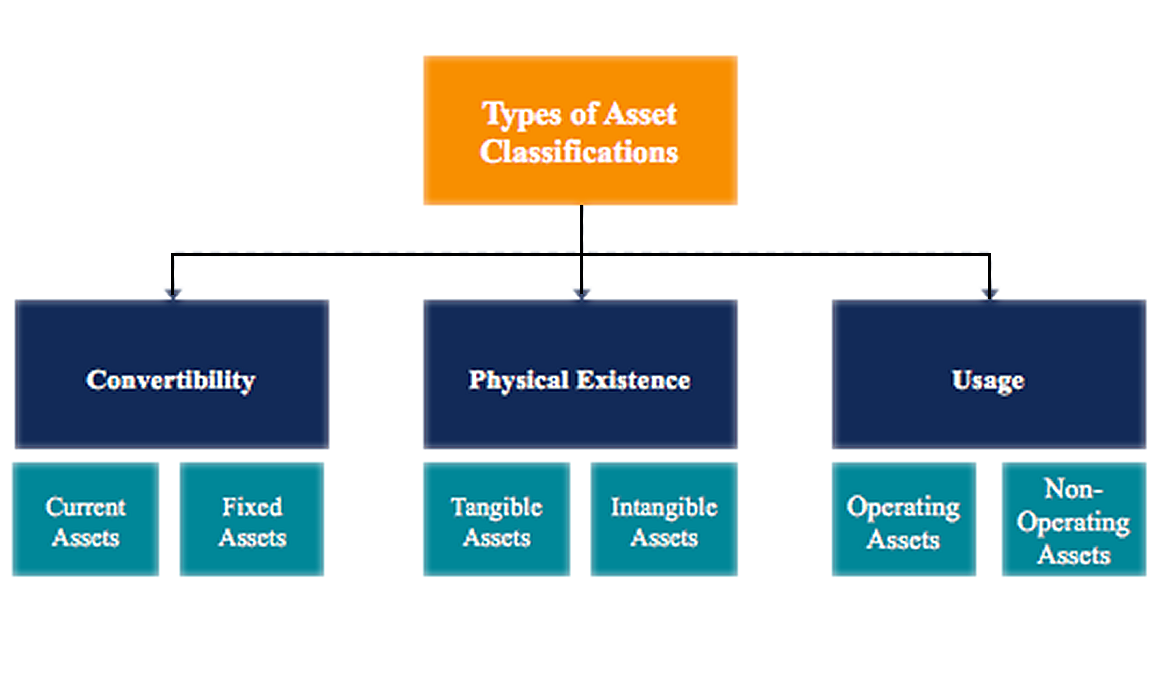 Types of Asset
Classifications
Convertibility
Physical Existence
Usage
Current
Assets
Fixed
Assets
Tangible
Assets
Intangible
Assets
Operating
Assets
Non-
Operating
Assets